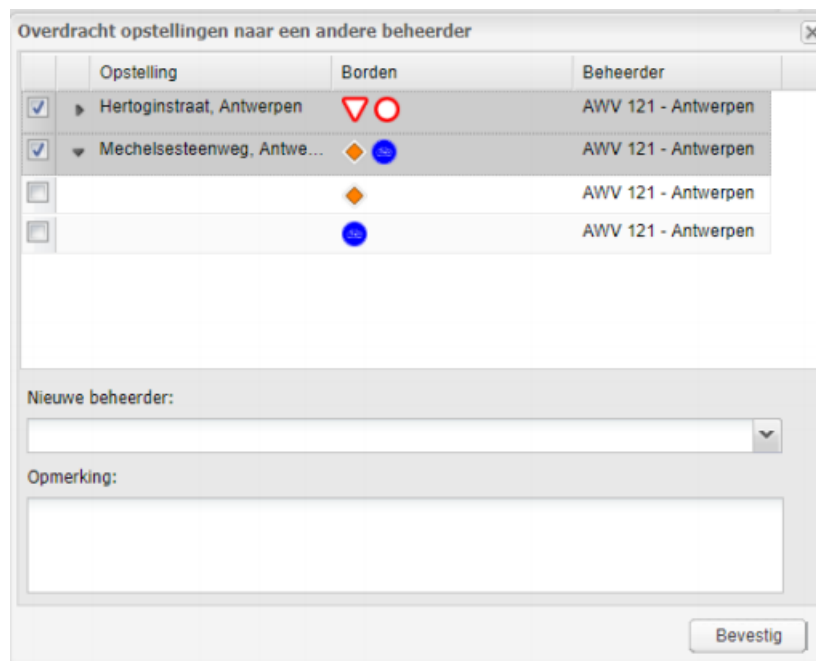 Overdracht opstellingen naar een andere beheerder
Opstelling Borden Beheerder
Hertoginstraat, Antwerpen AWV 121 - Antwerpen
Mechelsesteenweg, Antwe... AWV 121 - Antwerpen
AWV 121 - Antwerpen
AWV 121 - Antwerpen
Nieuwe beheerder:
Opmerking:
Bevestig